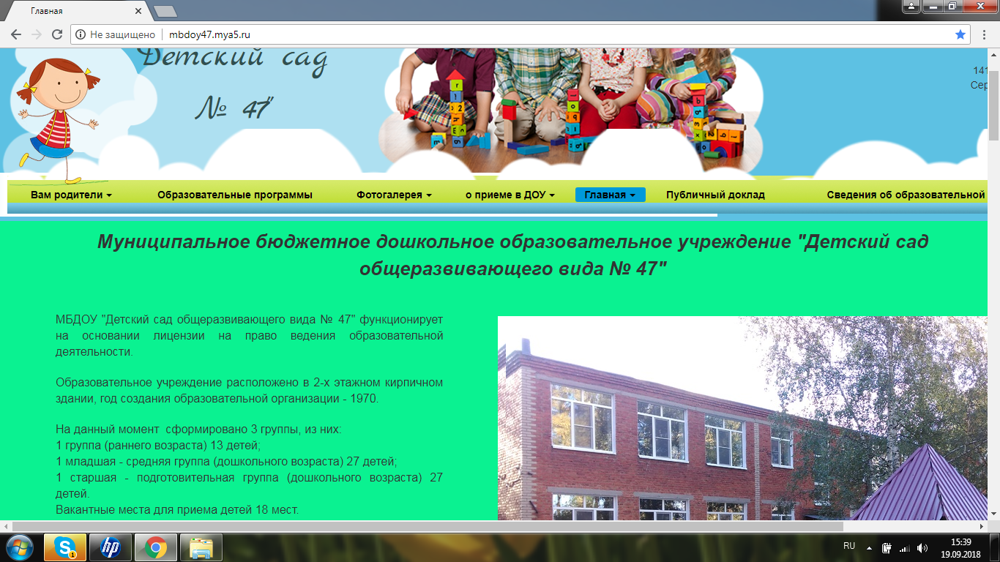 Главная
Не защищено
mbdoy47.mya5.ru
Детский сад
№ 47"
141
Сер
Вам родители
Образовательные программы
Фотогалерея
о приеме в ДОУ
Главная
Публичный доклад
Сведения об образовательной
Муниципальное бюджетное дошкольное образовательное учреждение "Детский сад
общеразвивающего вида № 47"
МБДОУ "Детский сад общеразвивающего вида № 47" функционирует
на основании лицензии на право ведения образовательной
деятельности.
Образовательное учреждение расположено в 2-х этажном кирпичном
здании, год создания образовательной организации - 1970.
На данный момент сформировано 3 группы, из них:
1 группа (раннего возраста) 13 детей;
1 младшая - средняя группа (дошкольного возраста) 27 детей;
1 старшая - подготовительная группа (дошкольного возраста) 27
детей.
Вакантные места для приема детей 18 мест.
1
hp
RU
15:39
19.09.2018